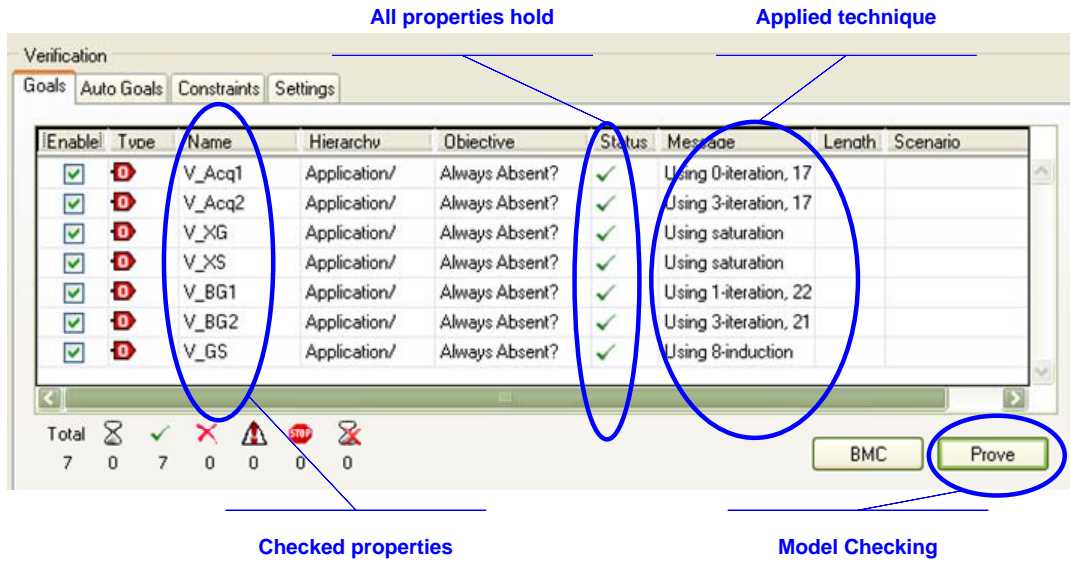 All properties hold Applied technique
Verification
Goals Auto Goals Constraints Settings
Enable Type Name Hierarchy Objective Status Message Length Scenario
V_Acq1 Application/ Always Absent? Using 0-iteration, 17
V_Acq2 Application/ Always Absent? Using 3-iteration, 17
V_XG Application/ Always Absent? Using saturation
V_XS Application/ Always Absent? Using saturation
V_BG1 Application/ Always Absent? Using 1-iteration, 22
V_BG2 Application/ Always Absent? Using 3-iteration, 21
V_GS Application/ Always Absent? Using 8-induction
Total STOP
7 0 7 0 0 0 0
BMC Prove
Checked properties Model Checking